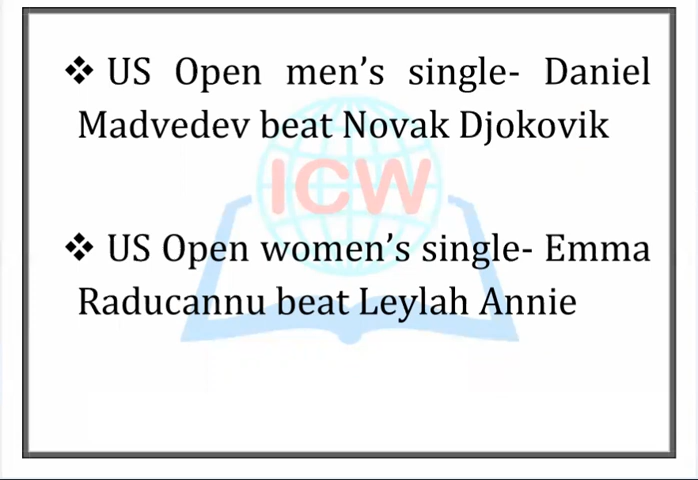 ❖ US Open men’s single- Daniel
Madvedev beat Novak Djokovik
ICW
❖ US Open women’s single- Emma
Raducannu beat Leylah Annie